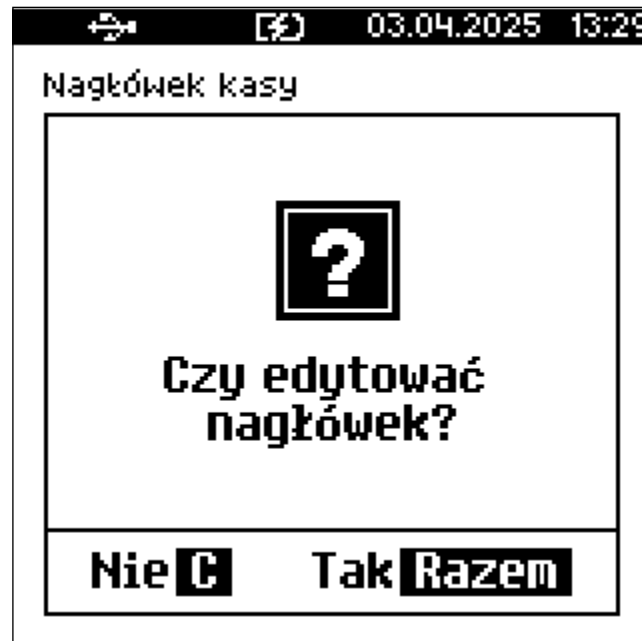 03.04.2025 13:29
Nagłówek kasy
?
Czy edytować
nagłówek?
Nie C Tak Razem